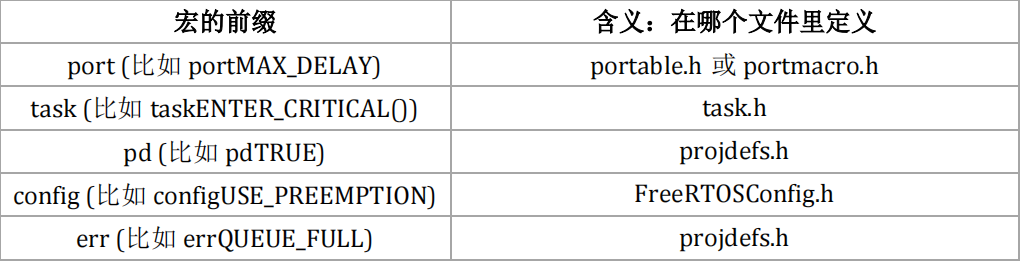 宏的前缀 含义：在哪个文件里定义
port (比如 portMAX_DELAY) portable.h 或 portmacro.h
task (比如 taskENTER_CRITICAL()) task.h
pd (比如 pdTRUE) projdefs.h
config (比如 configUSE_PREEMPTION) FreeRTOSConfig.h
err (比如 errQUEUE_FULL) projdefs.h